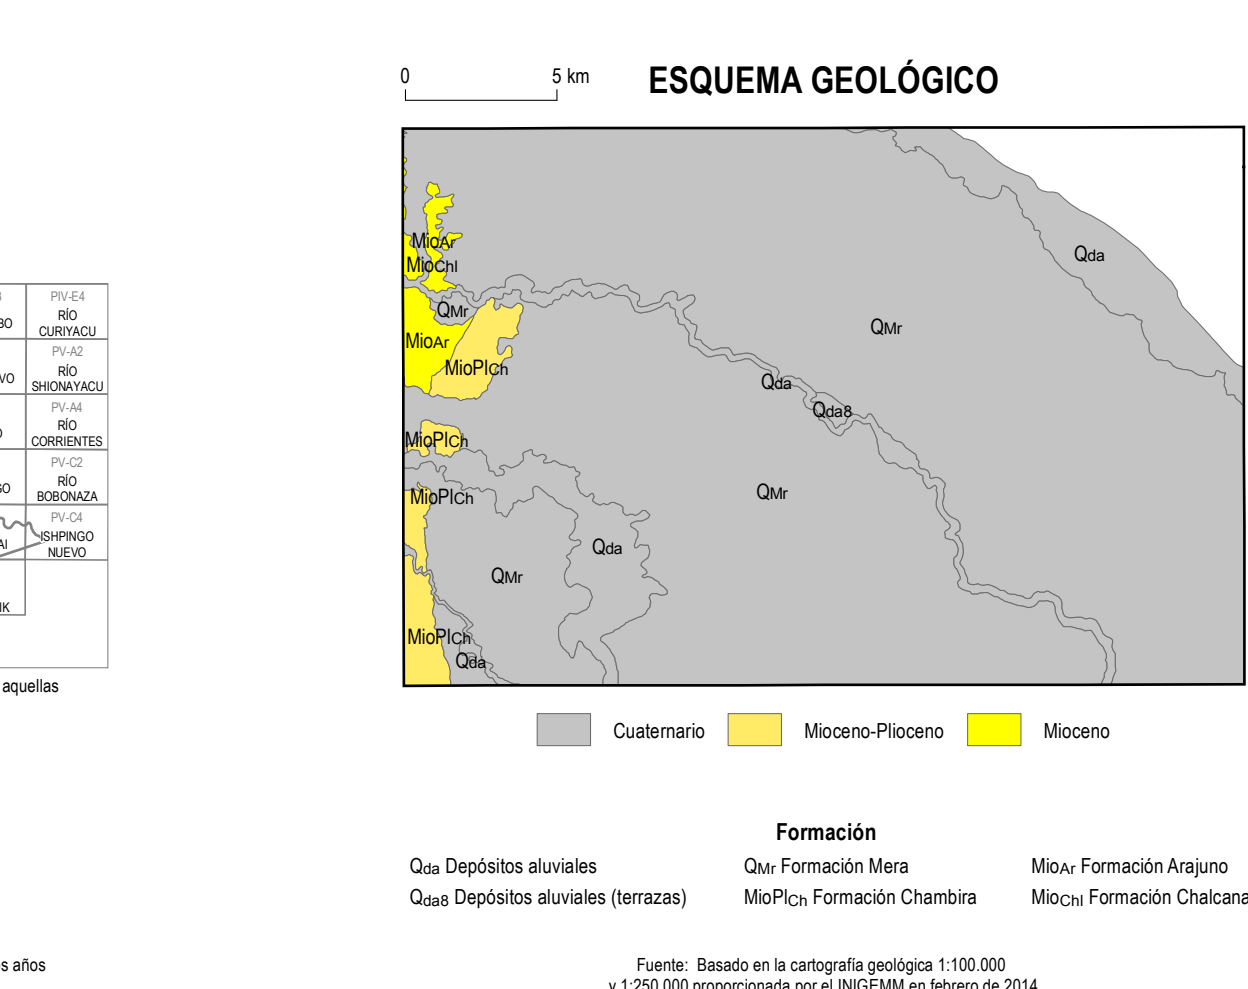 0
5 km
ESQUEMA GEOLÓGICO
MioAr
MioChl
QMr
MioAr
MioPlCh
MioPlCh
MioPlCh
MioPlCh
Qda
QMr
Qda
QMr
Qda
Qda8
QMr
Qda
PIV-E4
RÍO
CURIYACU
PV-A2
RÍO
SHIONAYACU
PV-A4
RÍO
CORRIENTES
PV-C2
RÍO
BOBONAZA
PV-C4
ISHPINGO
NUEVO
aquellas
Cuaternario
Mioceno-Plioceno
Mioceno
Formación
Qda Depósitos aluviales
QMr Formación Mera
MioAr Formación Arajuno
Qda8 Depósitos aluviales (terrazas)
MioPlCh Formación Chambira
MioChl Formación Chalcana
años
Fuente: Basado en la cartografía geológica 1:100.000
y 1:250.000 proporcionada por el INIGEMM en febrero de 2014